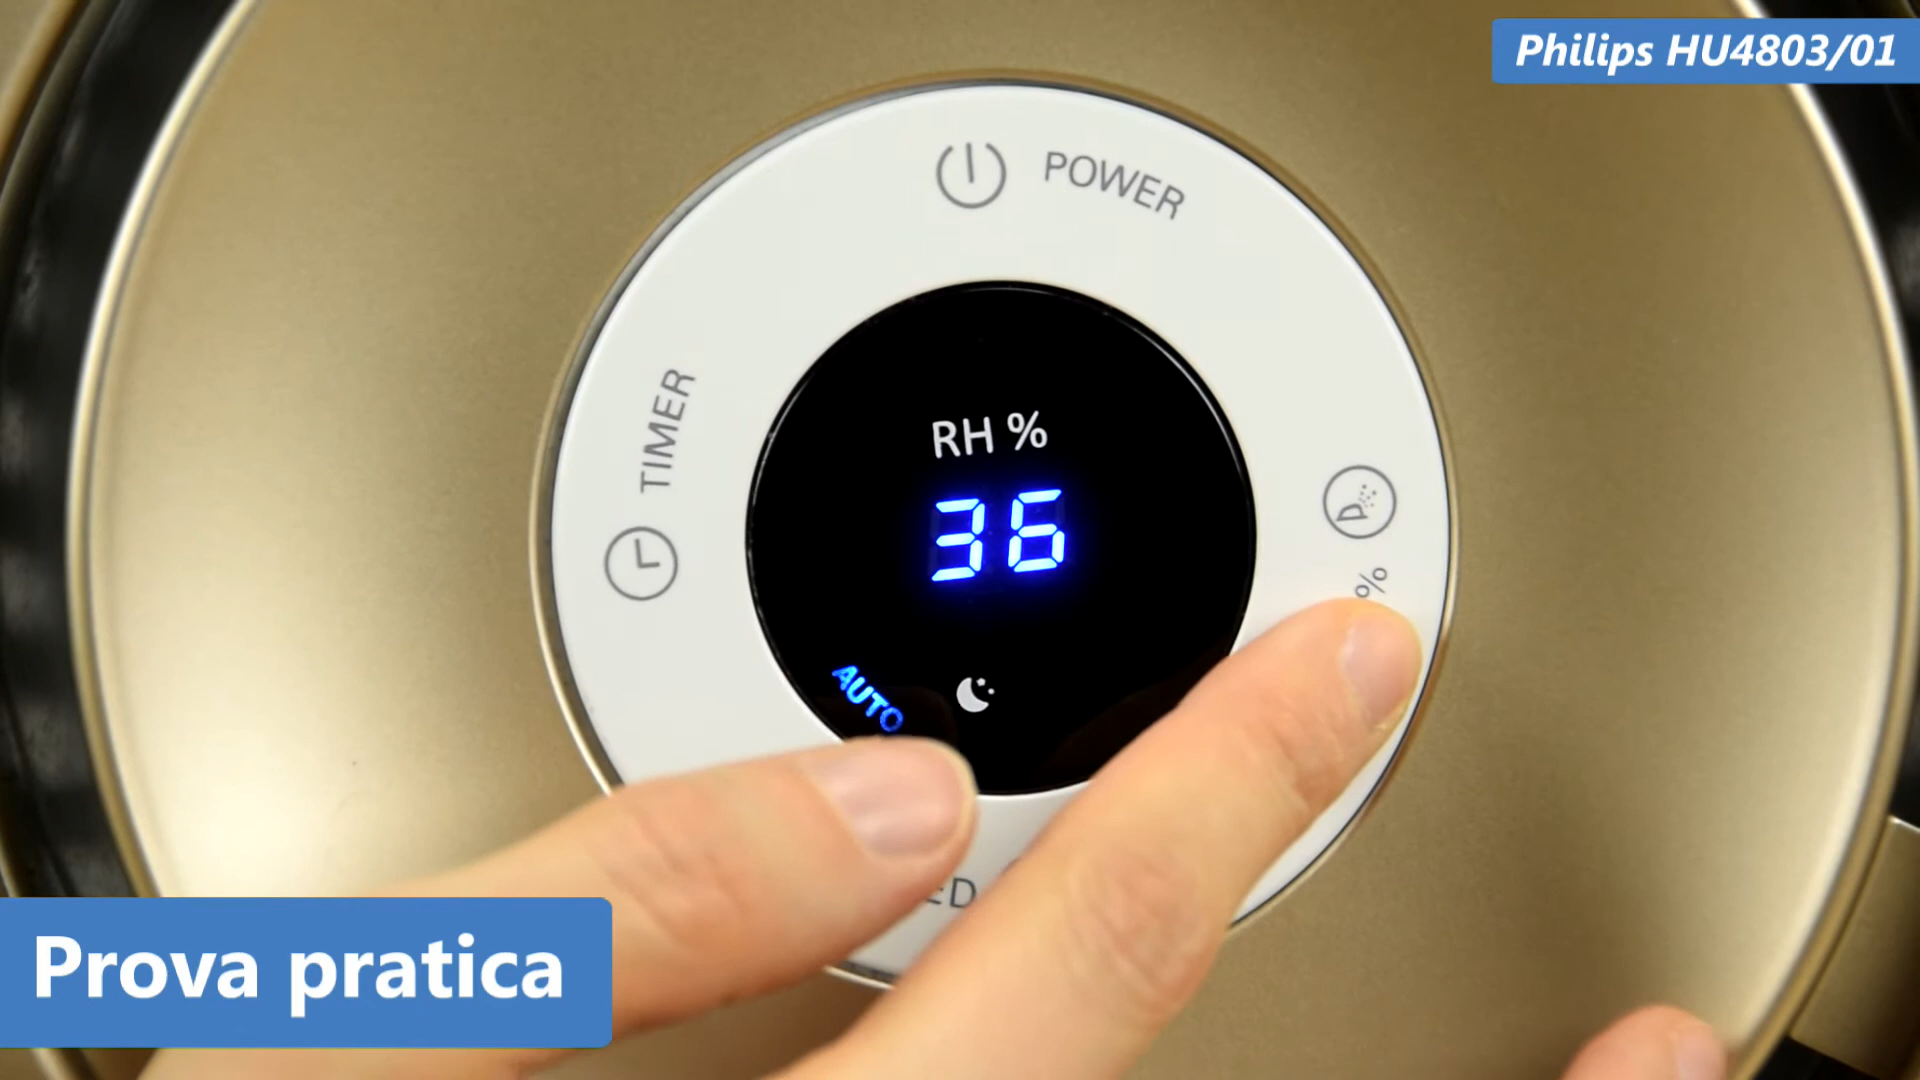 Philips HU4803/01
POWER
TIMER
RH %
36
%
AUTO
Prova pratica